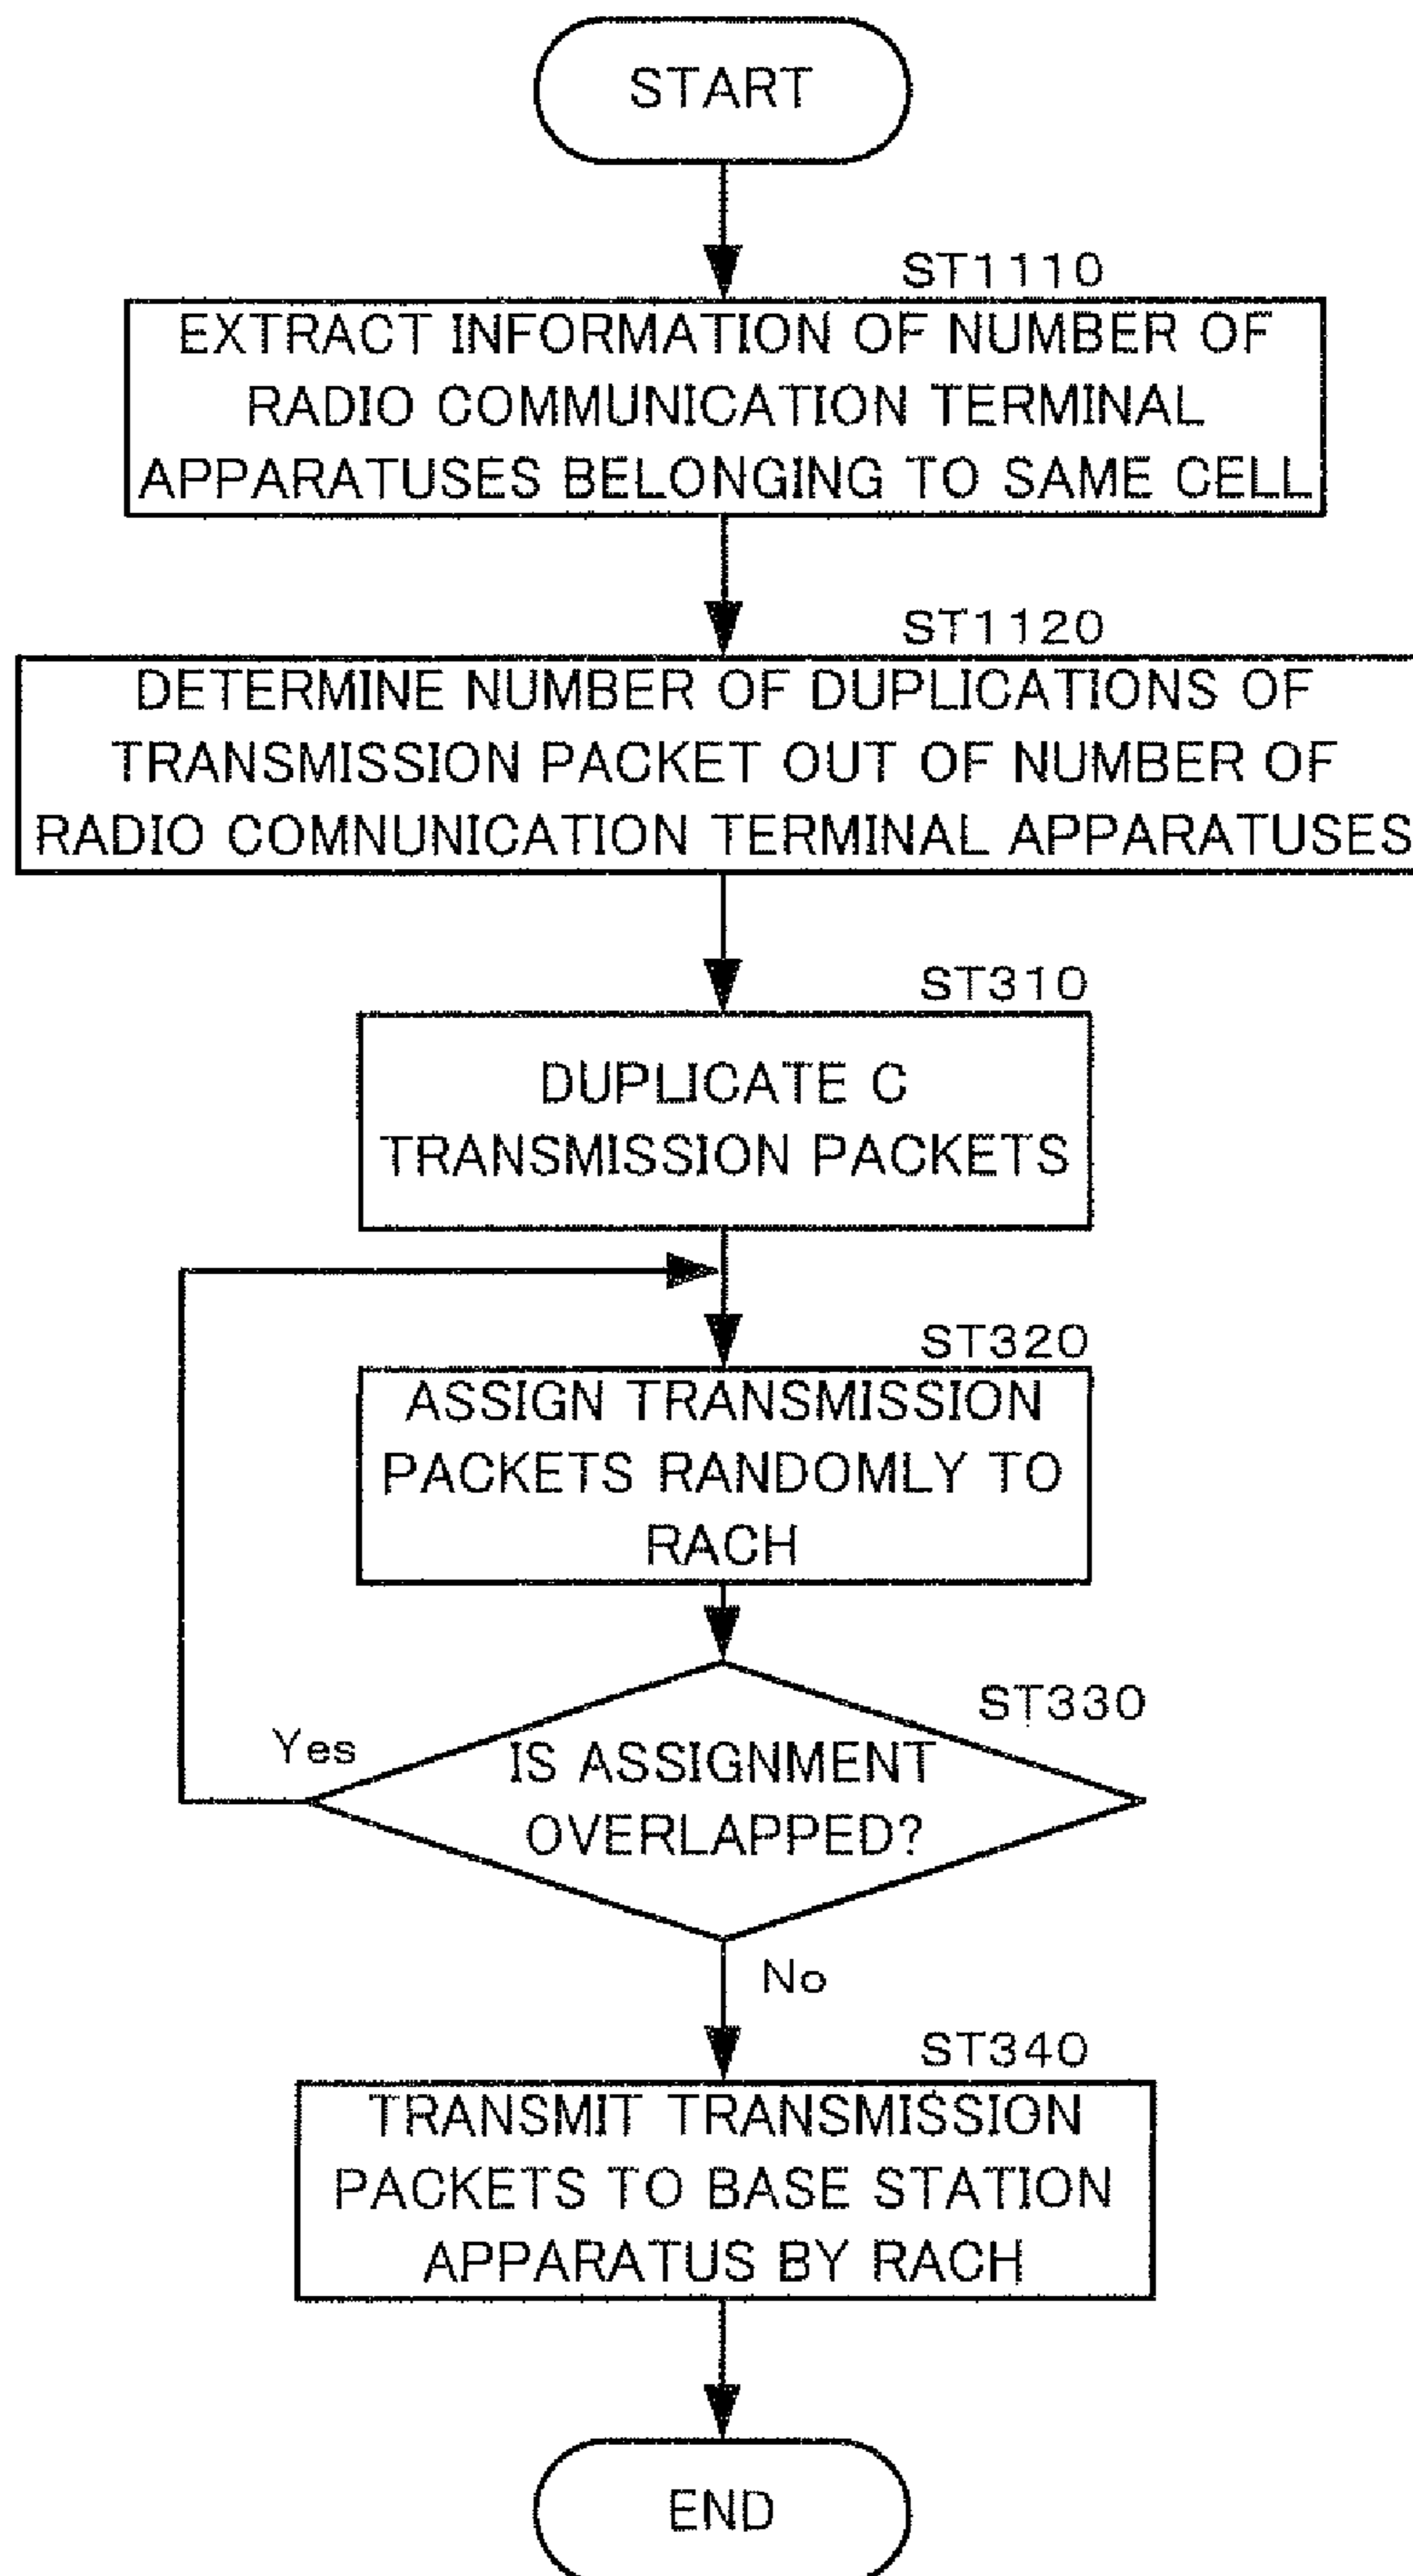 START
ST1110
EXTRACT INFORMATION OF NUMBER OF
RADIO COMMUNICATION TERMINAL
APPARATUSES BELONGING TO SAME CELL
ST1120
DETERMINE NUMBER OF DUPLICATIONS OF
TRANSMISSION PACKET OUT OF NUMBER OF
RADIO COMNUNICATION TERMINAL APPARATUSES
ST310
DUPLICATE C
TRANSMISSION PACKETS
ST320
ASSIGN TRANSMISSION
PACKETS RANDOMLY TO
RACH
ST330
Yes
IS ASSIGNMENT
OVERLAPPED?
No
ST340
TRANSMIT TRANSMISSION
PACKETS TO BASE STATION
APPARATUS BY RACH
END